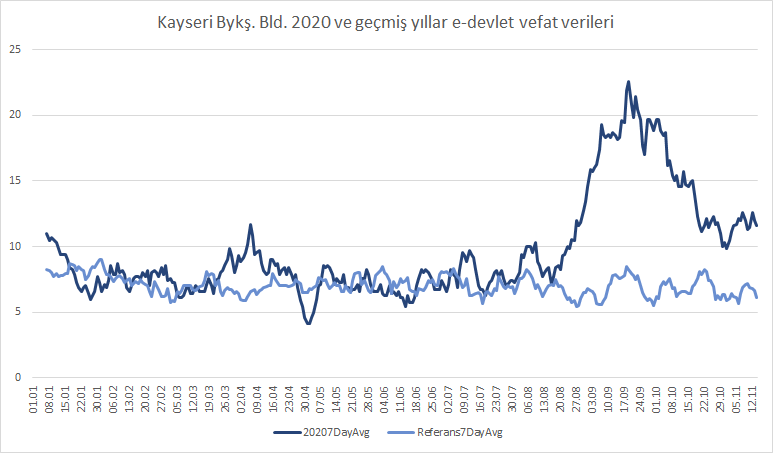 Kayseri Bykş. Bld. 2020 ve geçmiş yıllar e-devlet vefat verileri
25
20
15
10
5
0
01.01 08.01 15.01 22.01 30.01 06.02 13.02 20.02 27.02 05.03 12.03 19.03 26.03 02.04 09.04 16.04 23.04 30.04 07.05 14.05 21.05 28.05 04.06 11.06 18.06 25.06 02.07 09.07 16.07 23.07 30.07 06.08 13.08 20.08 27.08 03.09 10.09 17.09 24.09 01.10 08.10 15.10 22.10 29.10 05.11 12.11
20207DayAvg Referans7DayAvg